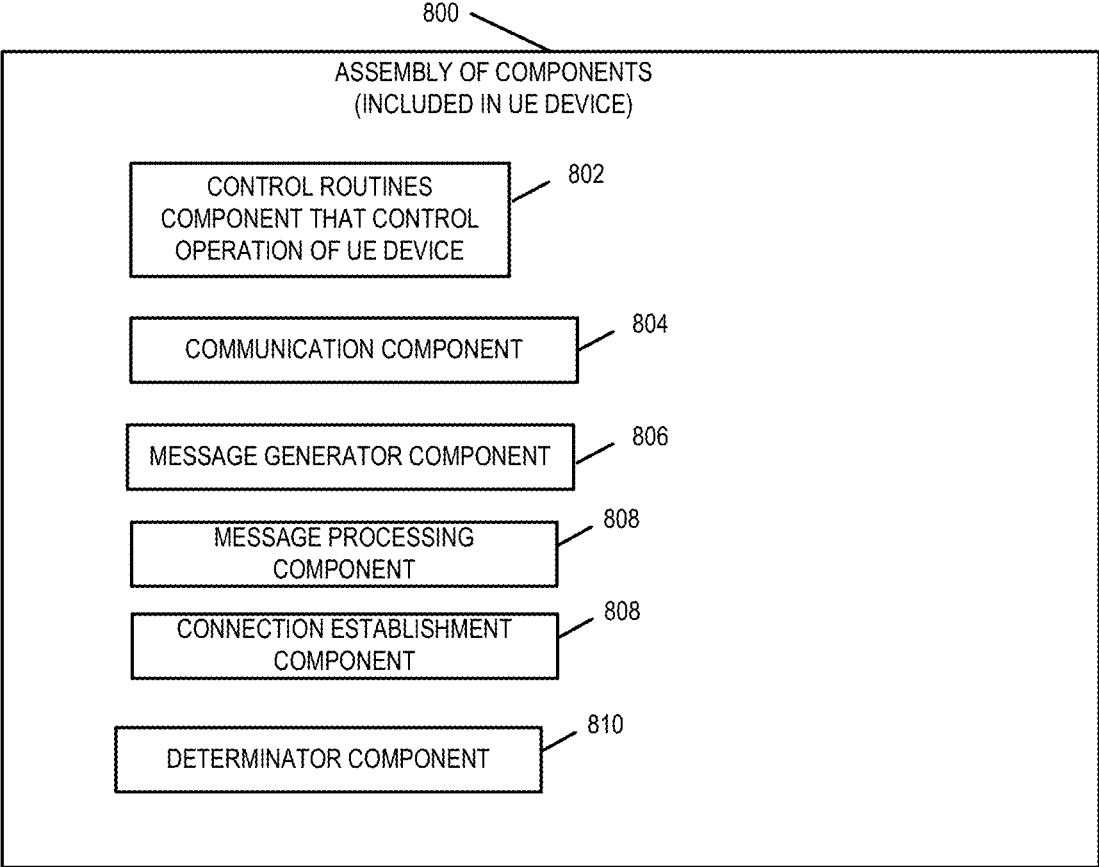 800
ASSEMBLY OF COMPONENTS
(INCLUDED IN UE DEVICE)
CONTROL ROUTINES
COMPONENT THAT CONTROL
OPERATION OF UE DEVICE
802
COMMUNICATION COMPONENT
804
MESSAGE GENERATOR COMPONENT
806
MESSAGE PROCESSING
COMPONENT
808
CONNECTION ESTABLISHMENT
COMPONENT
808
DETERMINATOR COMPONENT
810